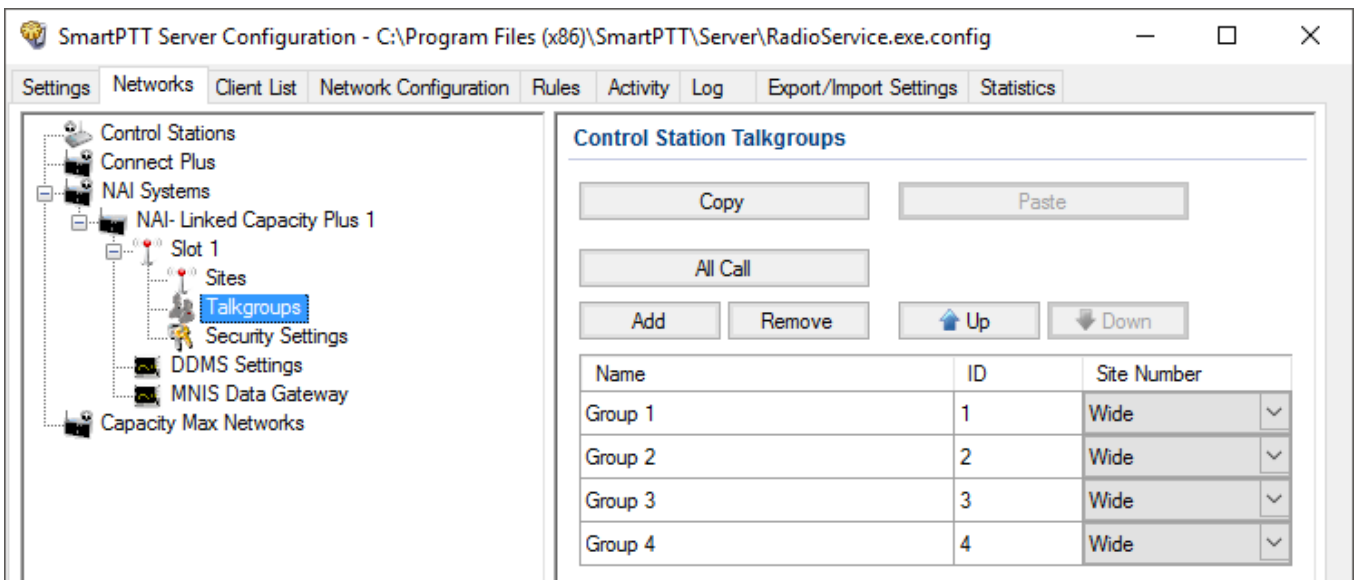 SmartPTT Server Configuration - C:\Program Files (x86)\SmartPTT\Server\RadioService.exe.config
Settings Networks Client List Network Configuration Rules Activity Log Export/Import Settings Statistics
Control Stations
Connect Plus
NAI Systems
NAI- Linked Capacity Plus 1
Slot 1
Sites
Talkgroups
Security Settings
DDMS Settings
MNIS Data Gateway
Capacity Max Networks
Control Station Talkgroups
Copy Paste
All Call
Add Remove Up Down
Name ID Site Number
Group 1 1 Wide
Group 2 2 Wide
Group 3 3 Wide
Group 4 4 Wide